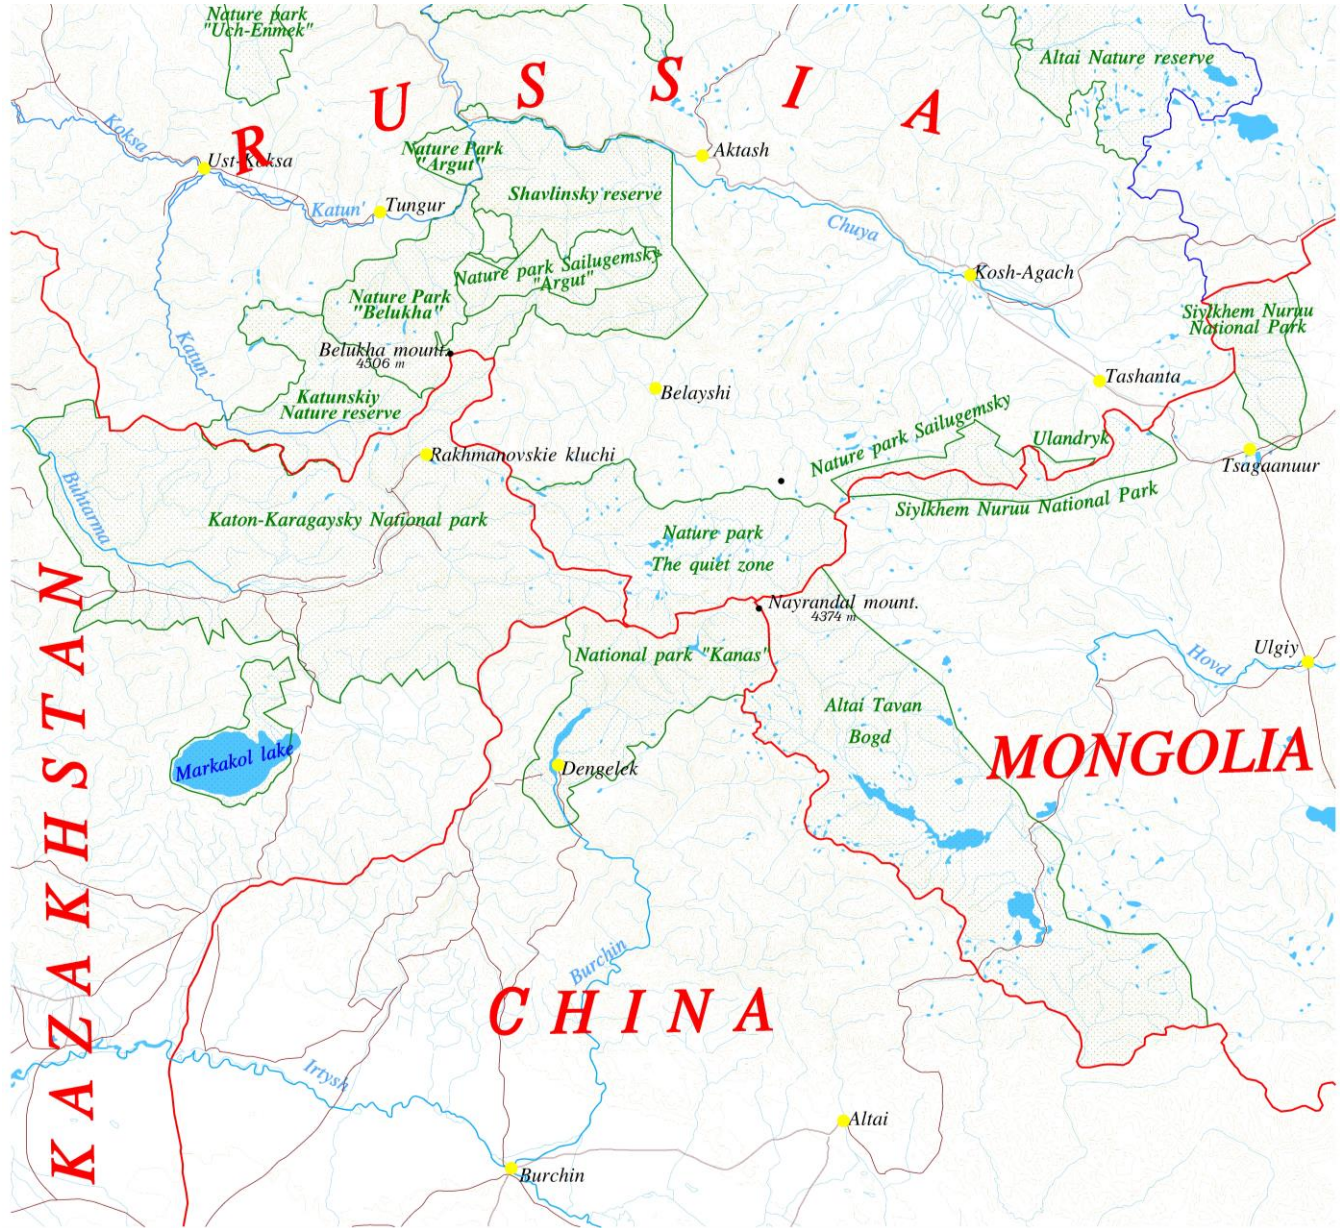 Nature park
"Uch-Enmek"
RUSSIA
Altai Nature reserve
Koksa
Ust-Koksa
Nature Park
"Argut"
Aktash
Shavlinsky reserve
Katun'
Tungur
Chuya
Nature park Sailugemsky
"Argut"
Kosh-Agach
Nature Park
"Belukha"
Siylkhem Nuruu
National Park
Katun'
Belukha mount.
4506 m
Belayshi
Tashanta
Katunskiy
Nature reserve
Nature park Sailugemsky
Ulandryk
Rakhmanovskie kluchi
Tsagaanuur
Buhtarma
Siylkhem Nuruu National Park
Katon-Karagaysky National park
Nature park
The quiet zone
Nayrandal mount.
4374 m
KAZAKHSTAN
National park "Kanas"
Ulgiy
Hovd
Altai Tavan
Bogd
MONGOLIA
Markakol lake
Dengelek
Burchin
CHINA
Irtysh
Altai
Burchin